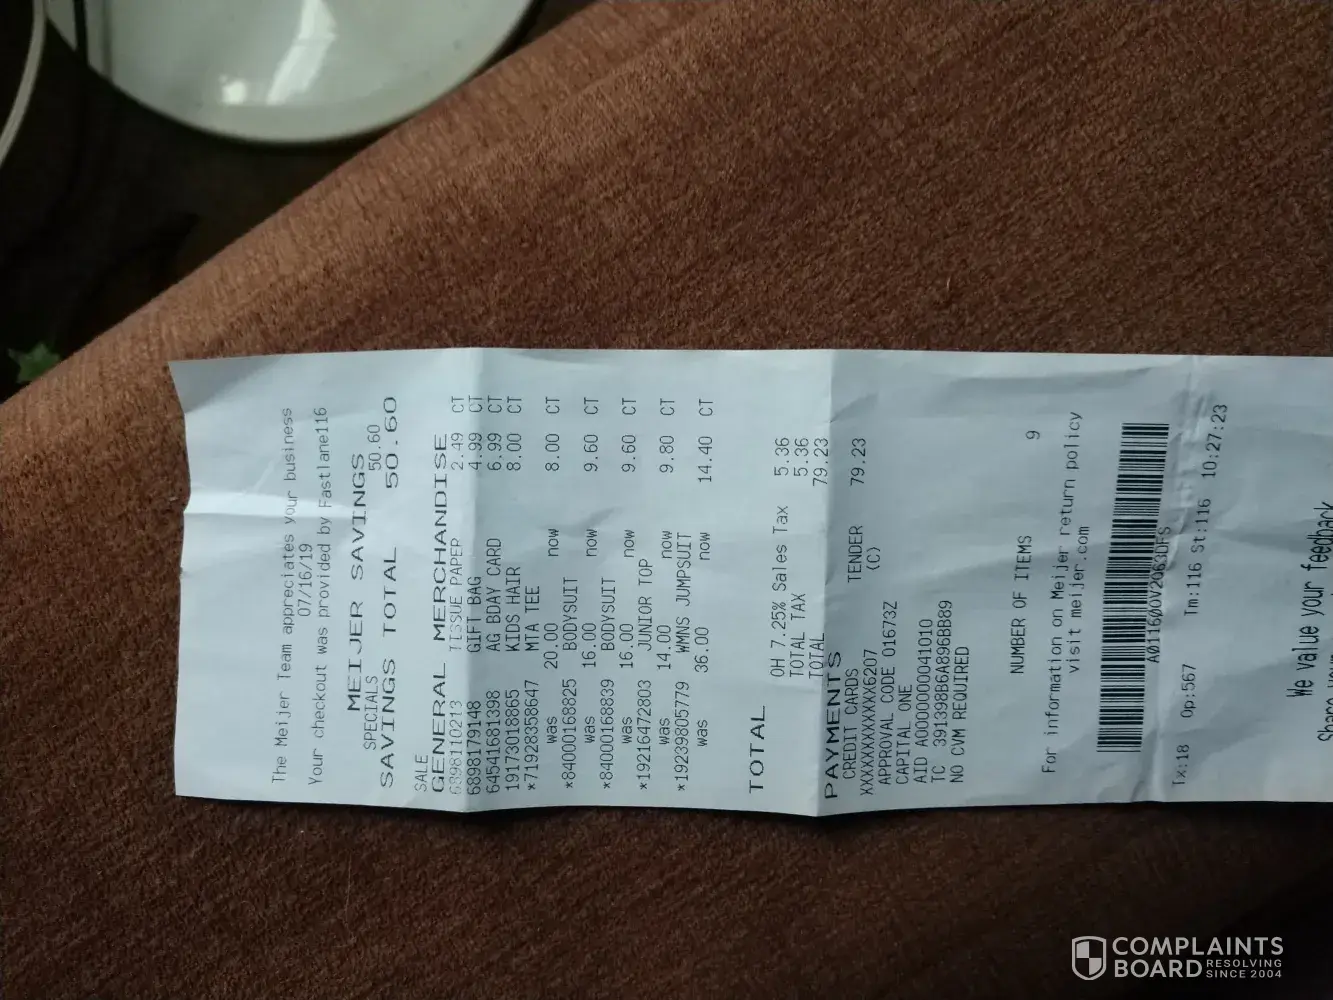 The Meijer Team appreciates your business
07/16/19
Your checkout was provided by Fastlane116
MEIJER SAVINGS
SPECIALS 50.60
SAVINGS TOTAL 50.60
SALE
GENERAL MERCHANDISE
6898110213 TISSUE PAPER 2.49 CT
6898179148 GIFT BAG 4.99 CT
64541681398 AG BDAY CARD 6.99 CT
19173018865 KIDS HAIR 8.00 CT
*71928358647 MTA TEE
was 20.00 now 8.00 CT
*84000168825 BODYSUIT
was 16.00 now 9.60 CT
*84000168839 BODYSUIT
was 16.00 now 9.60 CT
*19216472803 JUNIOR TOP
was 14.00 now 9.80 CT
*19239805779 WMNS JUMPSUIT
was 36.00 now 14.40 CT
TOTAL
OH 7.25% Sales Tax 5.36
TOTAL TAX 5.36
TOTAL 79.23
PAYMENTS
CREDIT CARDS TENDER 79.23
XXXXXXXXXXXX6207 (C)
APPROVAL CODE 01673Z
CAPITAL ONE
AID A0000000041010
TC 391398B6A896BB89
NO CVM REQUIRED
NUMBER OF ITEMS 9
For information on Meijer return policy
visit meijer.com
Tx:18 Op:567 Tm:116 St:116 10:27:23
We value your feedback
COMPLAINTS
BOARD RESOLVING
SINCE 2004